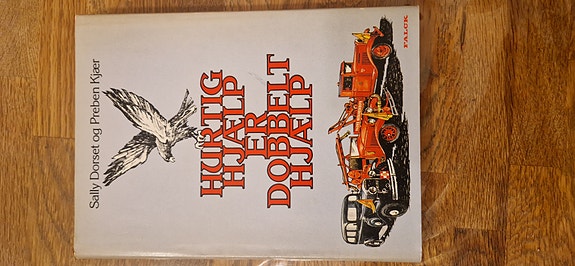 Sally Dorset og Preben Kjær
HURTIG
HJÆLP
ER
DOBBELT
HJÆLP
FALCK